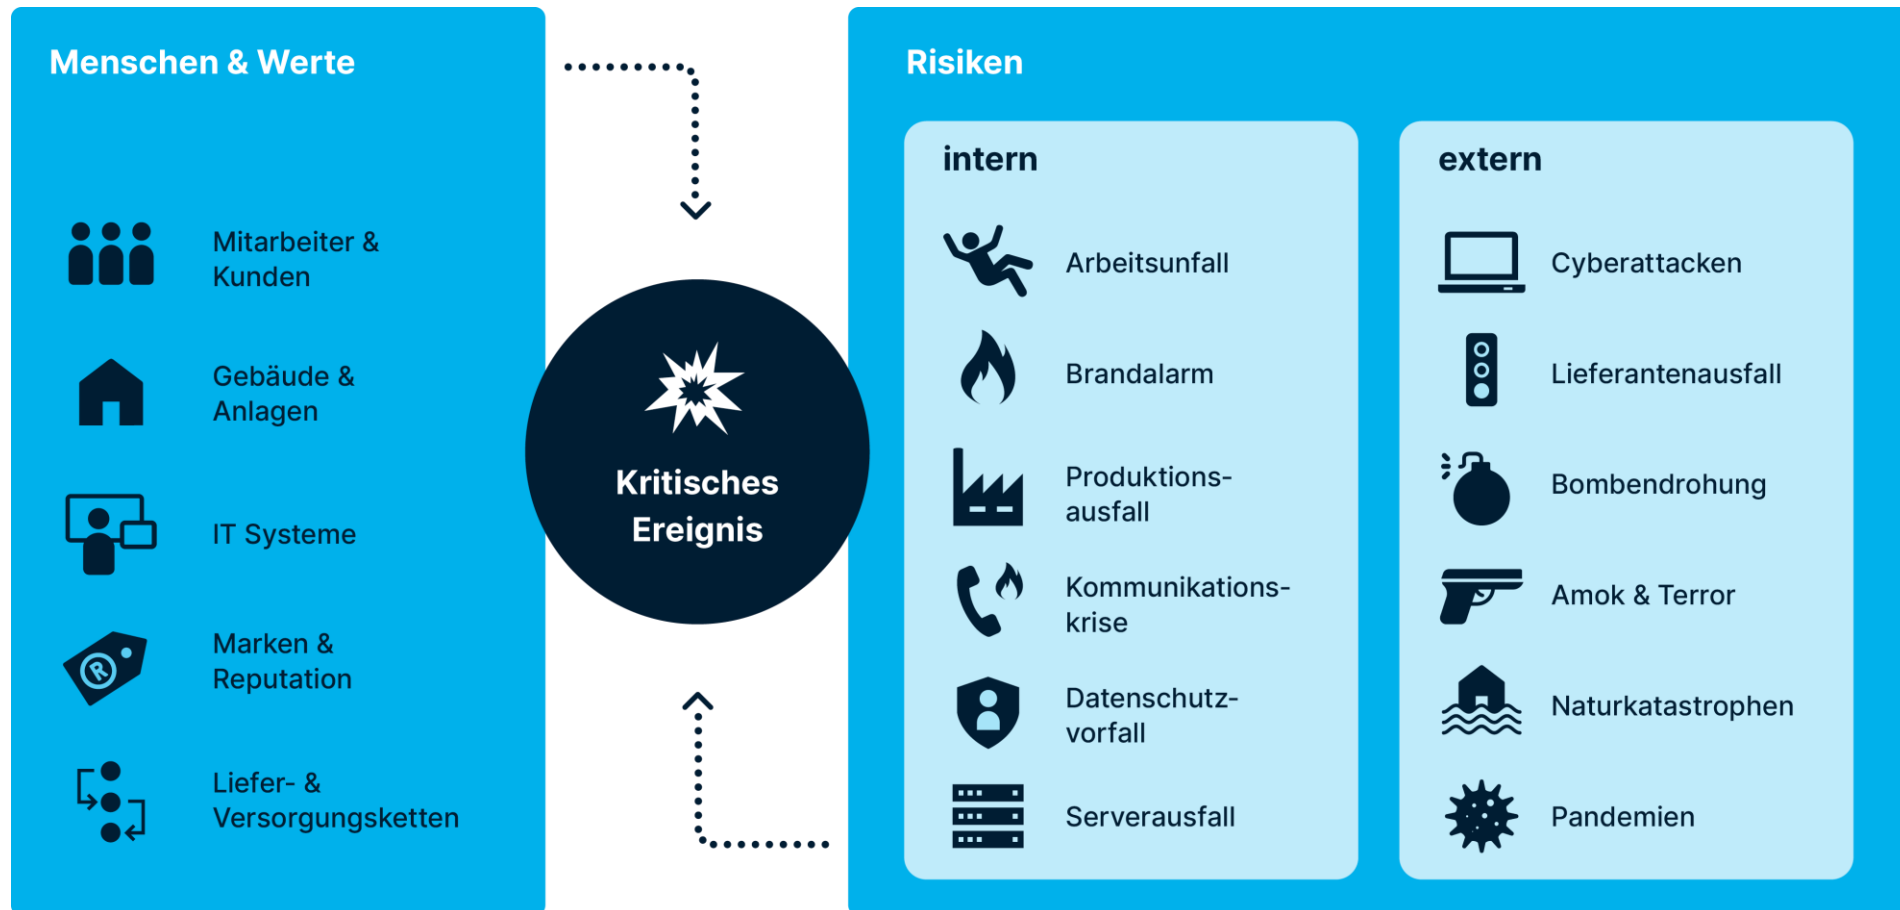 Menschen & Werte
Mitarbeiter &
Kunden
Gebäude &
Anlagen
IT Systeme
R
Marken &
Reputation
Liefer- &
Versorgungsketten
Kritisches
Ereignis
Risiken
intern
Arbeitsunfall
Brandalarm
Produktions-
ausfall
Kommunikations-
krise
Datenschutz-
vorfall
Serverausfall
extern
Cyberattacken
Lieferantenausfall
Bombendrohung
Amok & Terror
Naturkatastrophen
Pandemien